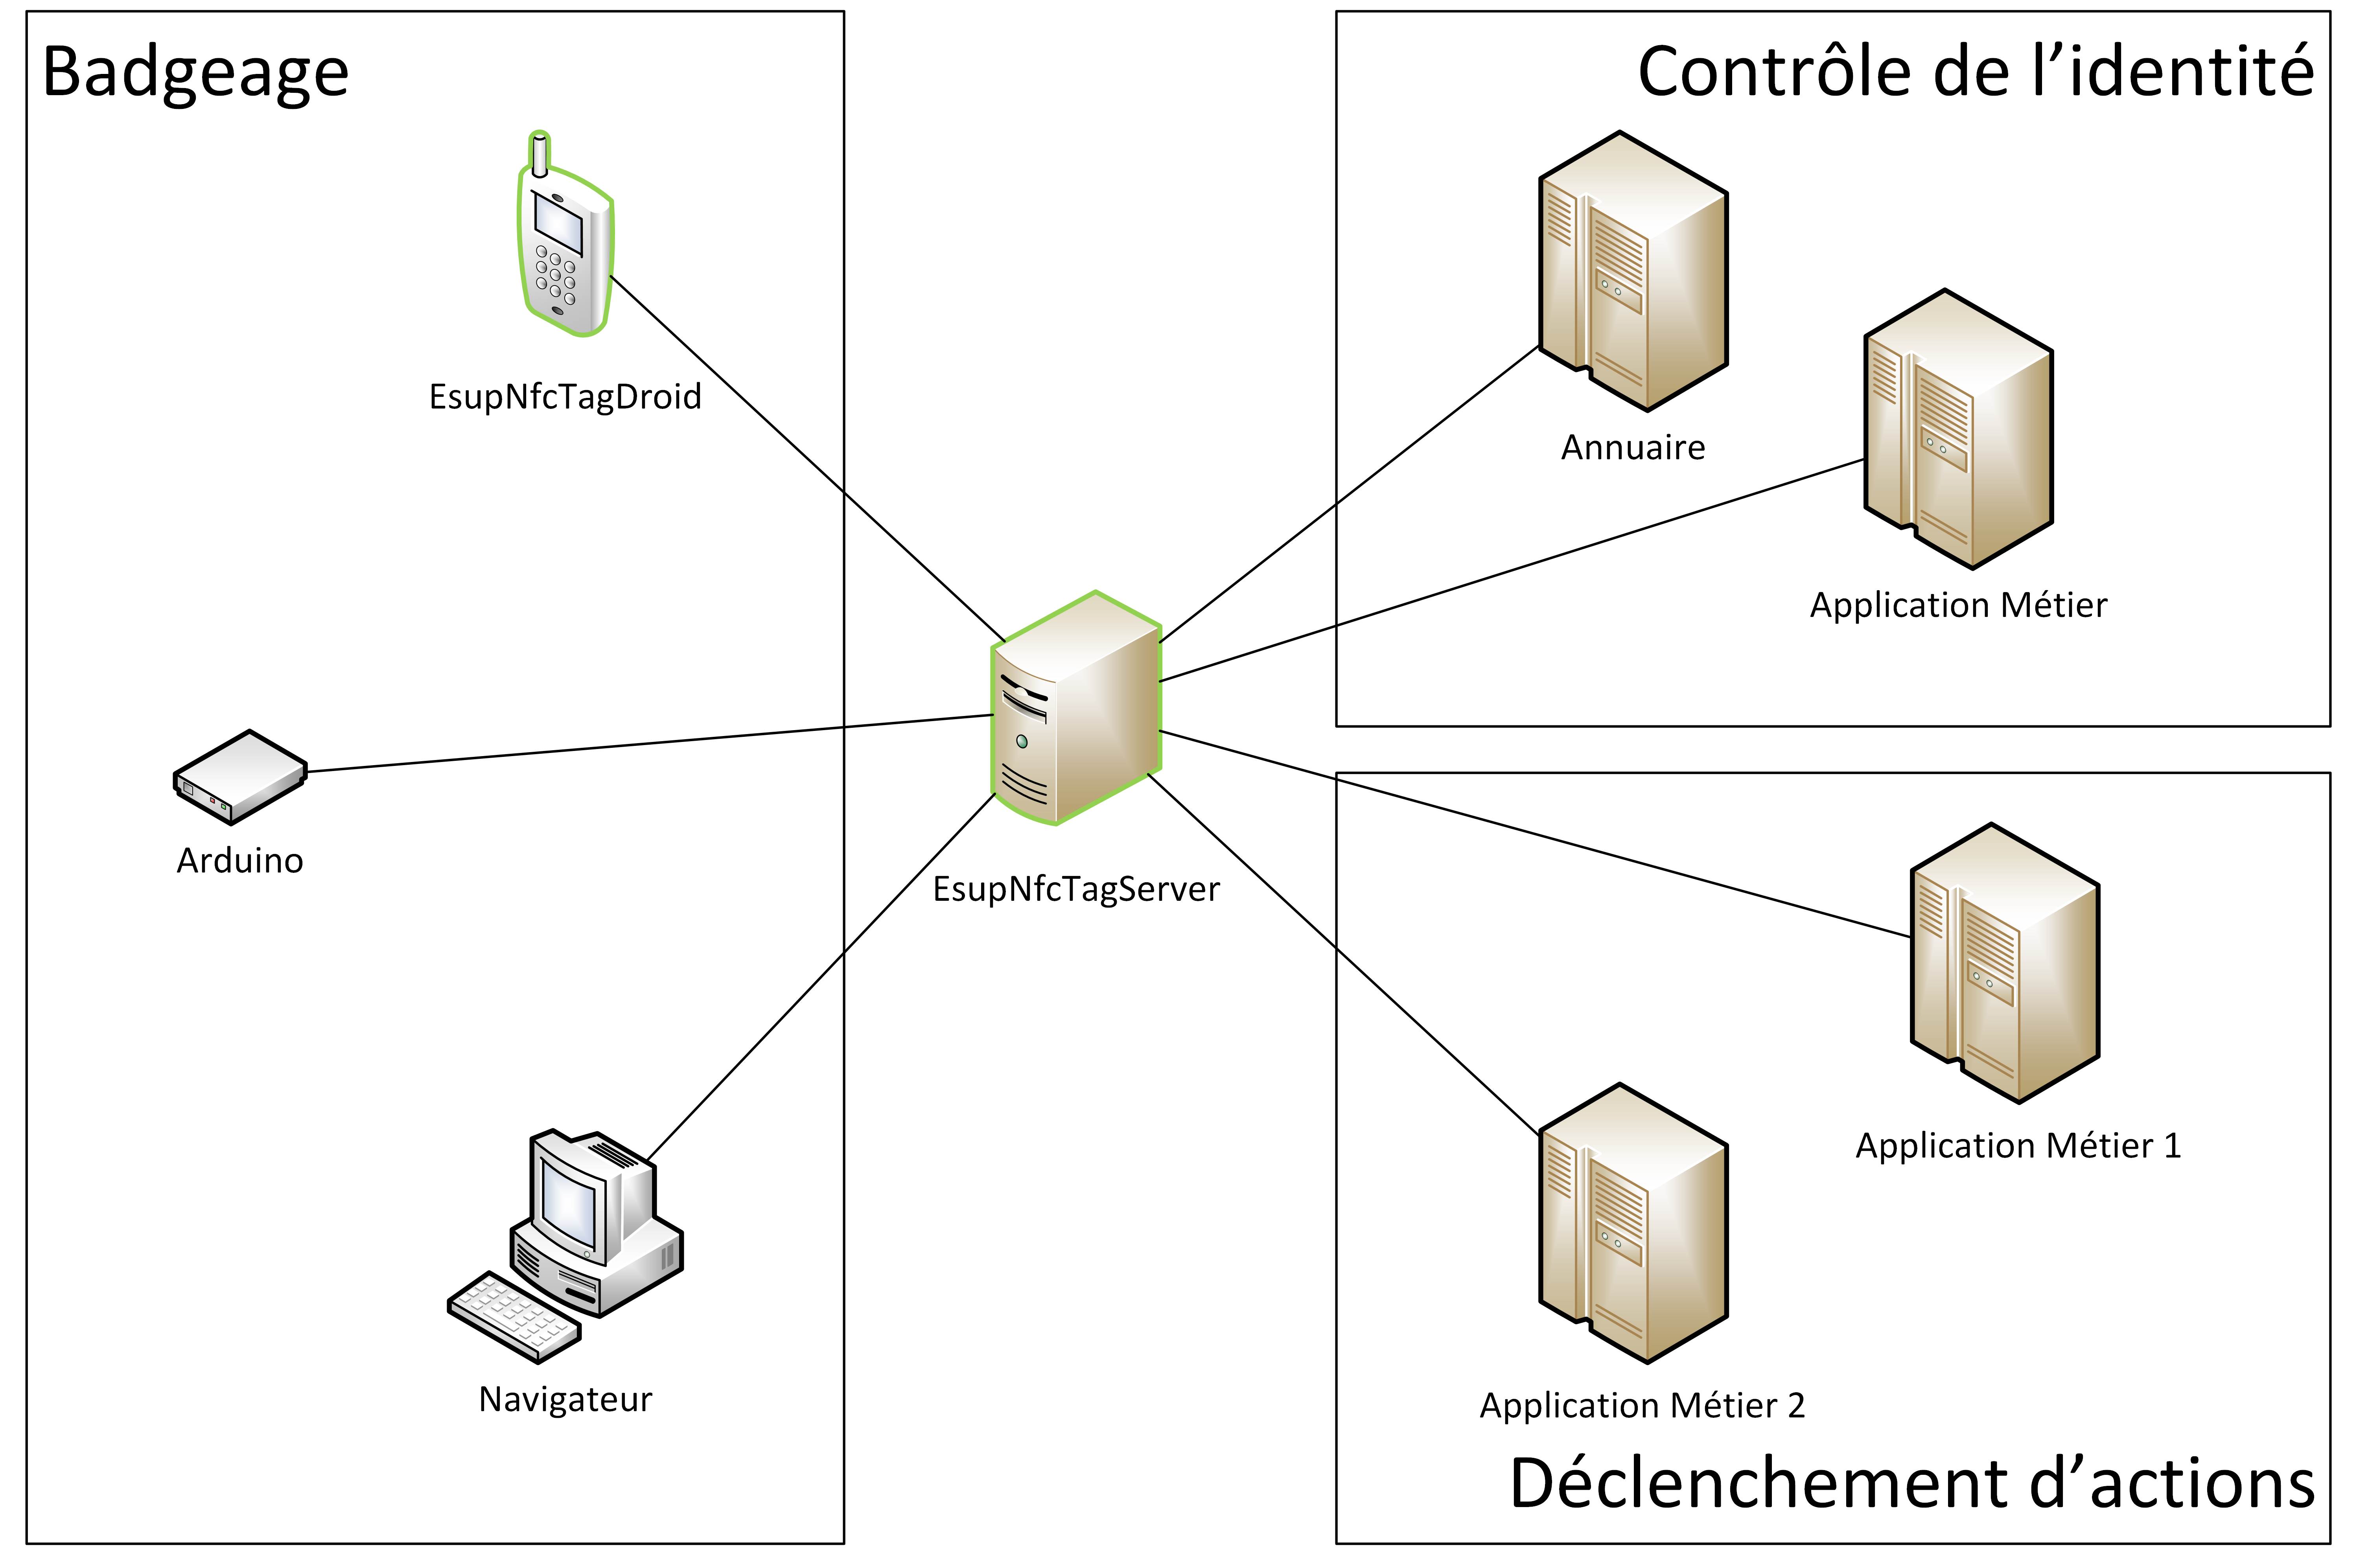 Badgeage
EsupNfcTagDroid
Arduino
Navigateur
EsupNfcTagServer
Contrôle de l’identité
Annuaire
Application Métier
Application Métier 1
Application Métier 2
Déclenchement d’actions